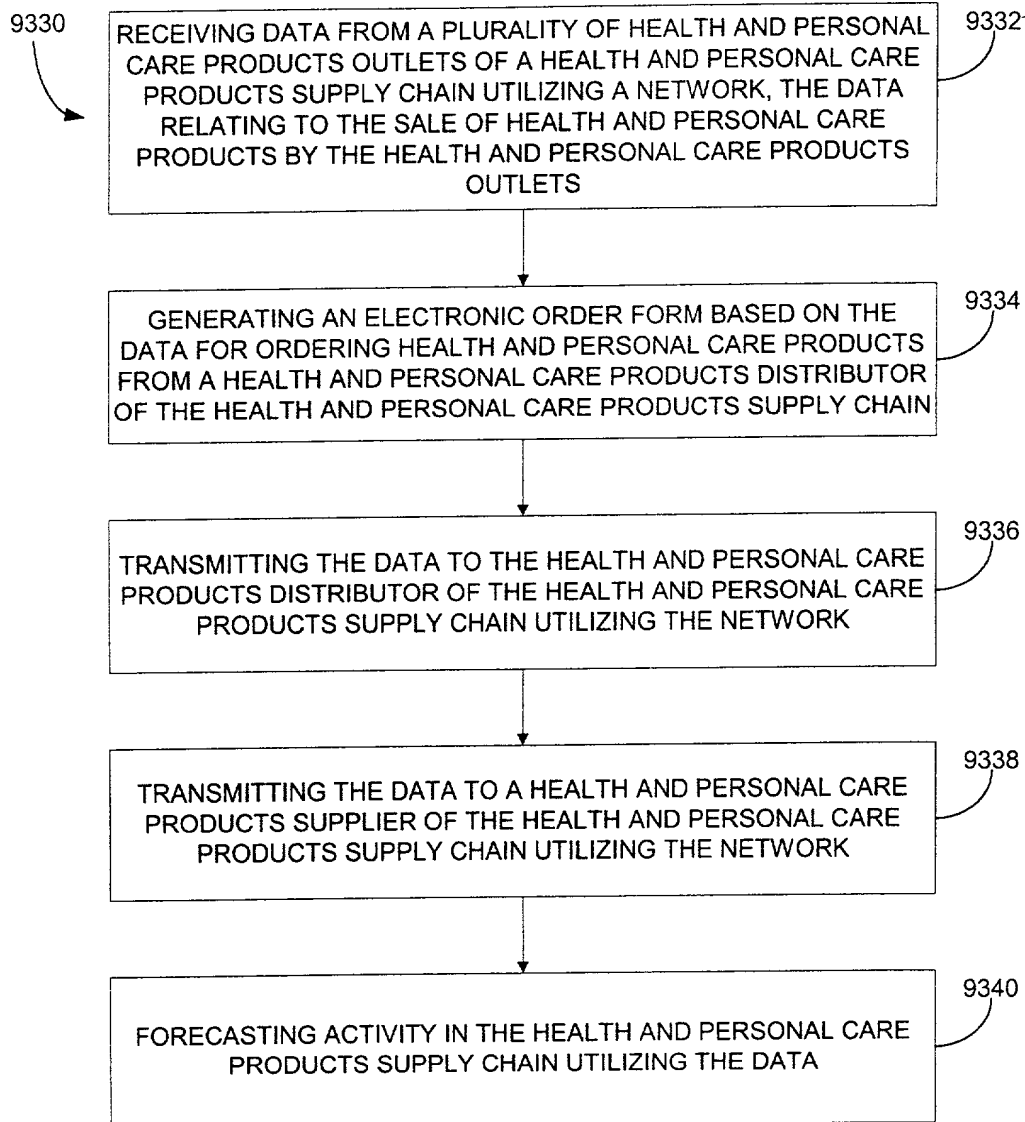 9330
RECEIVING DATA FROM A PLURALITY OF HEALTH AND PERSONAL
CARE PRODUCTS OUTLETS OF A HEALTH AND PERSONAL CARE
PRODUCTS SUPPLY CHAIN UTILIZING A NETWORK, THE DATA
RELATING TO THE SALE OF HEALTH AND PERSONAL CARE
PRODUCTS BY THE HEALTH AND PERSONAL CARE PRODUCTS
OUTLETS
9332
GENERATING AN ELECTRONIC ORDER FORM BASED ON THE
DATA FOR ORDERING HEALTH AND PERSONAL CARE PRODUCTS
FROM A HEALTH AND PERSONAL CARE PRODUCTS DISTRIBUTOR
OF THE HEALTH AND PERSONAL CARE PRODUCTS SUPPLY CHAIN
9334
TRANSMITTING THE DATA TO THE HEALTH AND PERSONAL CARE
PRODUCTS DISTRIBUTOR OF THE HEALTH AND PERSONAL CARE
PRODUCTS SUPPLY CHAIN UTILIZING THE NETWORK
9336
TRANSMITTING THE DATA TO A HEALTH AND PERSONAL CARE
PRODUCTS SUPPLIER OF THE HEALTH AND PERSONAL CARE
PRODUCTS SUPPLY CHAIN UTILIZING THE NETWORK
9338
FORECASTING ACTIVITY IN THE HEALTH AND PERSONAL CARE
PRODUCTS SUPPLY CHAIN UTILIZING THE DATA
9340